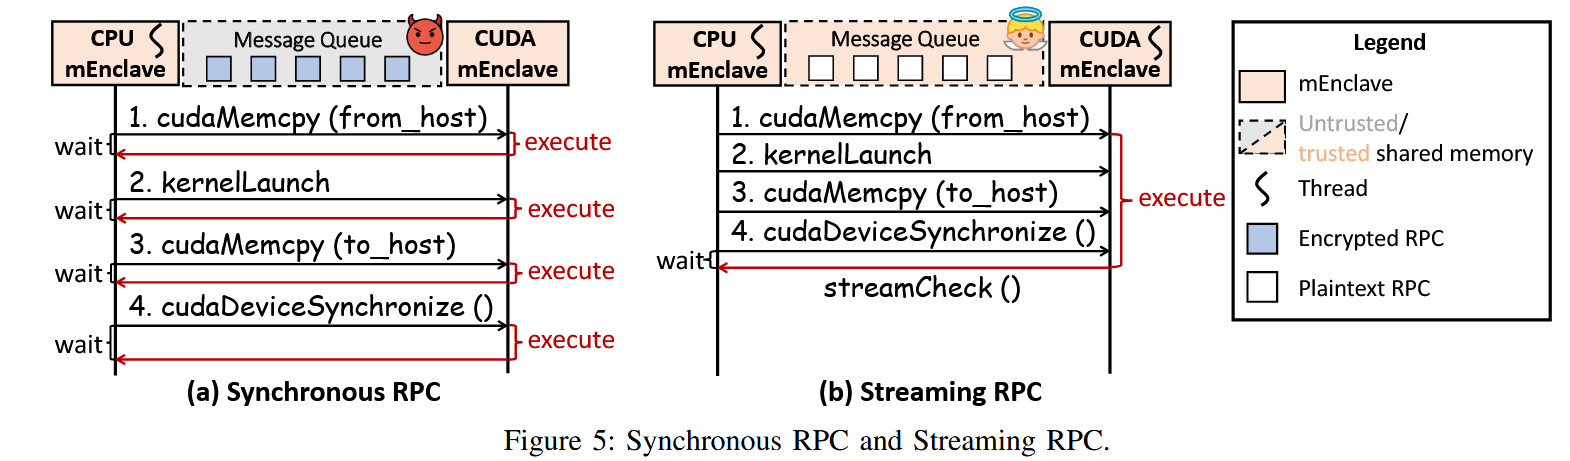 CPU
mEnclave
Message Queue
CUDA
mEnclave
1. cudaMemcpy (from_host)
wait
execute
2. kernelLaunch
wait
execute
3. cudaMemcpy (to_host)
wait
execute
4. cudaDeviceSynchronize ()
wait
execute
(a) Synchronous RPC
CPU
mEnclave
Message Queue
CUDA
mEnclave
1. cudaMemcpy (from_host)
2. kernelLaunch
3. cudaMemcpy (to_host)
execute
4. cudaDeviceSynchronize ()
wait
streamCheck ()
(b) Streaming RPC
Legend
mEnclave
Untrusted/
trusted shared memory
Thread
Encrypted RPC
Plaintext RPC
Figure 5: Synchronous RPC and Streaming RPC.